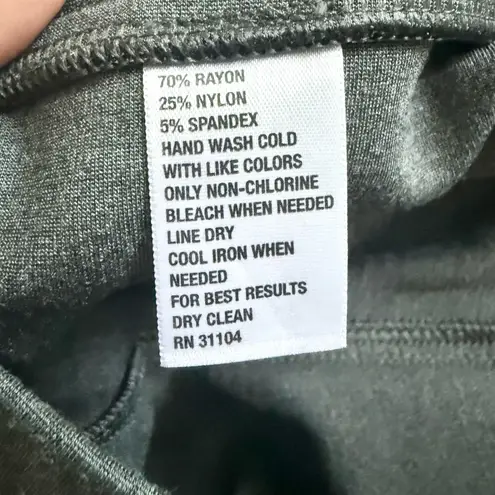 70% RAYON
25% NYLON
5% SPANDEX
HAND WASH COLD
WITH LIKE COLORS
ONLY NON-CHLORINE
BLEACH WHEN NEEDED
LINE DRY
COOL IRON WHEN
NEEDED
FOR BEST RESULTS
DRY CLEAN
RN 31104